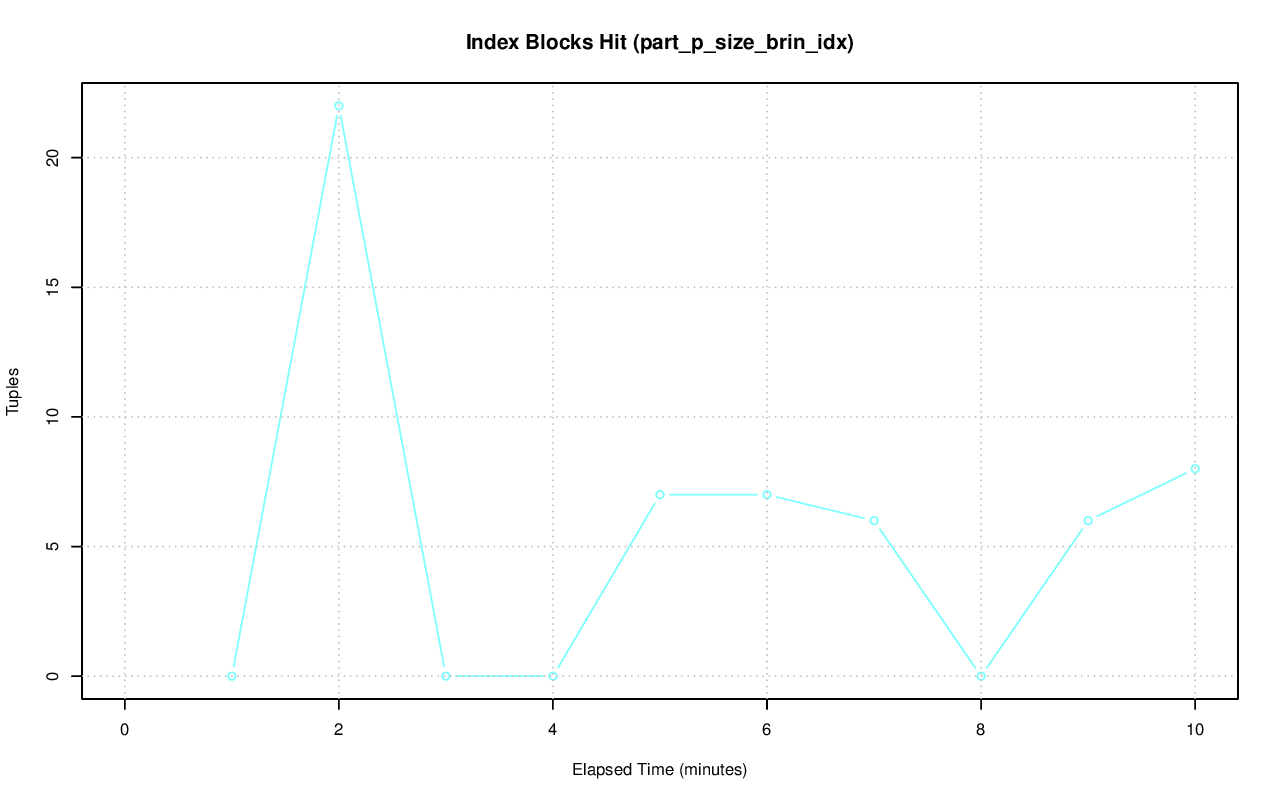 Index Blocks Hit (part_p_size_brin_idx)
Tuples
20
15
10
5
0
0 2 4 6 8 10
Elapsed Time (minutes)